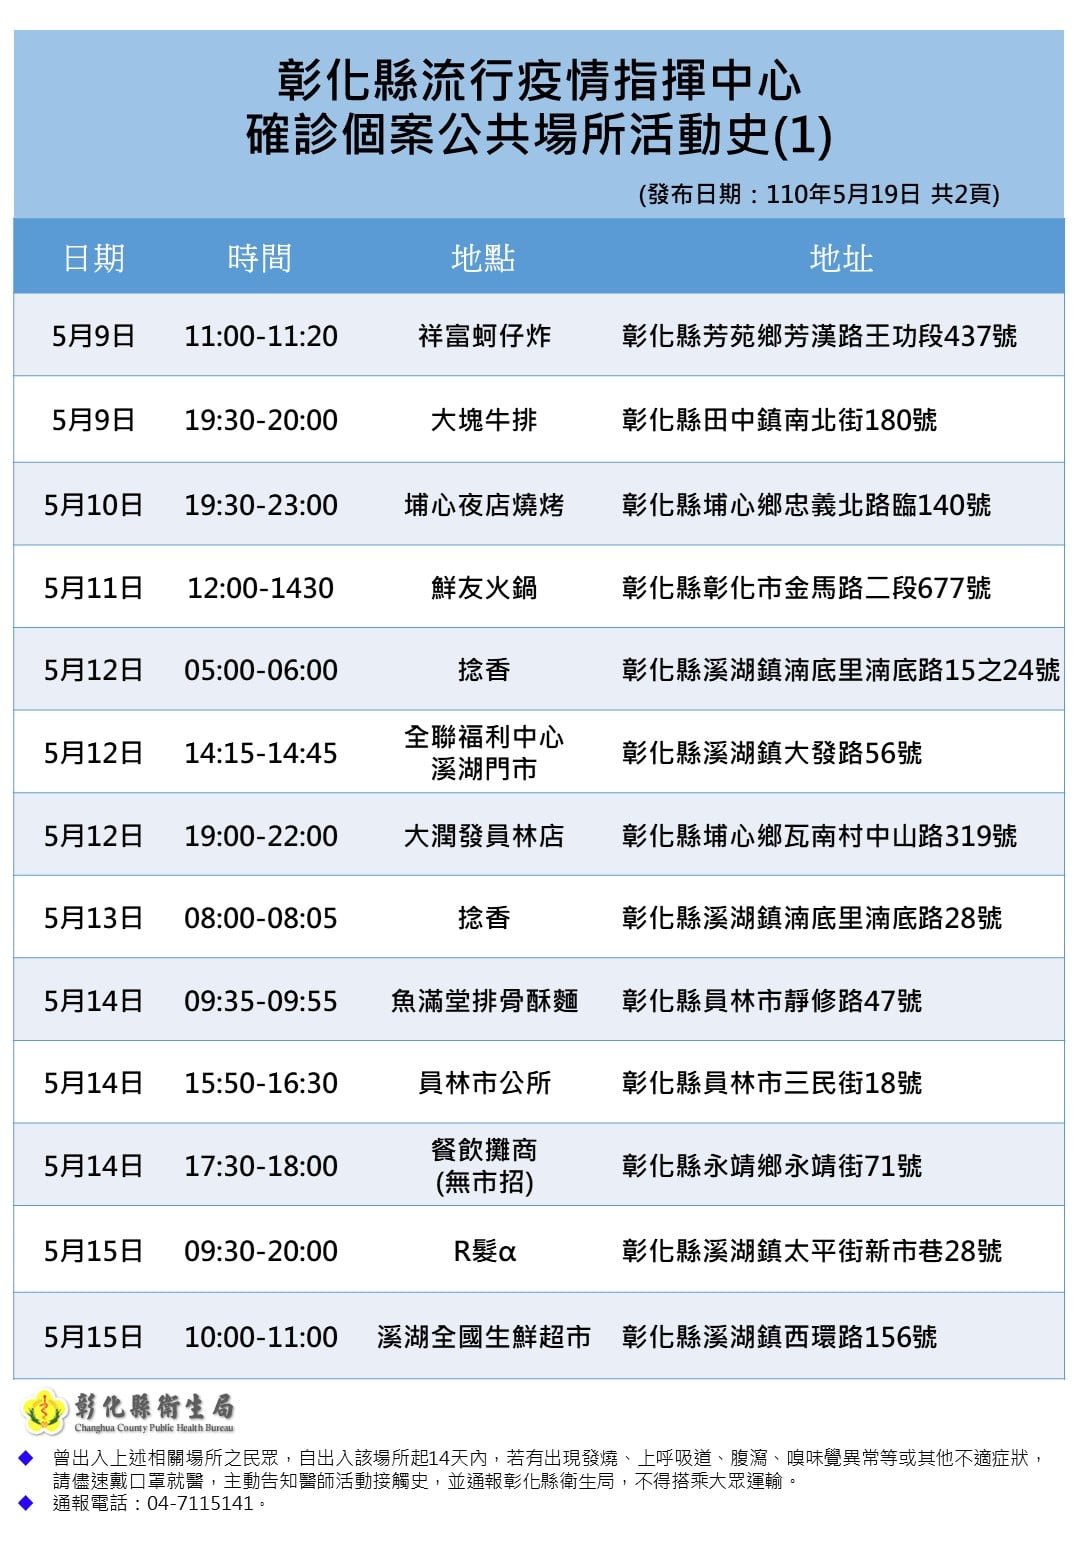 彰化縣流行疫情指揮中心
確診個案公共場所活動史(1)
(發布日期：110年5月19日 共2頁)
日期 時間 地點 地址
5月9日 11:00-11:20 祥富蚵仔炸 彰化縣芳苑鄉芳漢路王功段437號
5月9日 19:30-20:00 大塊牛排 彰化縣田中鎮南北街180號
5月10日 19:30-23:00 埔心夜店燒烤 彰化縣埔心鄉忠義北路臨140號
5月11日 12:00-1430 鮮友火鍋 彰化縣彰化市金馬路二段677號
5月12日 05:00-06:00 捻香 彰化縣溪湖鎮湳底里湳底路15之24號
5月12日 14:15-14:45 全聯福利中心
溪湖門市 彰化縣溪湖鎮大發路56號
5月12日 19:00-22:00 大潤發員林店 彰化縣埔心鄉瓦南村中山路319號
5月13日 08:00-08:05 捻香 彰化縣溪湖鎮湳底里湳底路28號
5月14日 09:35-09:55 魚滿堂排骨酥麵 彰化縣員林市靜修路47號
5月14日 15:50-16:30 員林市公所 彰化縣員林市三民街18號
5月14日 17:30-18:00 餐飲攤商
(無市招) 彰化縣永靖鄉永靖街71號
5月15日 09:30-20:00 R髮α 彰化縣溪湖鎮太平街新市巷28號
5月15日 10:00-11:00 溪湖全國生鮮超市 彰化縣溪湖鎮西環路156號
彰化縣衛生局
Changhua County Public Health Bureau
◆ 曾出入上述相關場所之民眾，自出入該場所起14天內，若有出現發燒、上呼吸道、腹瀉、嗅味覺異常等或其他不適症狀，
請儘速戴口罩就醫，主動告知醫師活動接觸史，並通報彰化縣衛生局，不得搭乘大眾運輸。
◆ 通報電話：04-7115141。